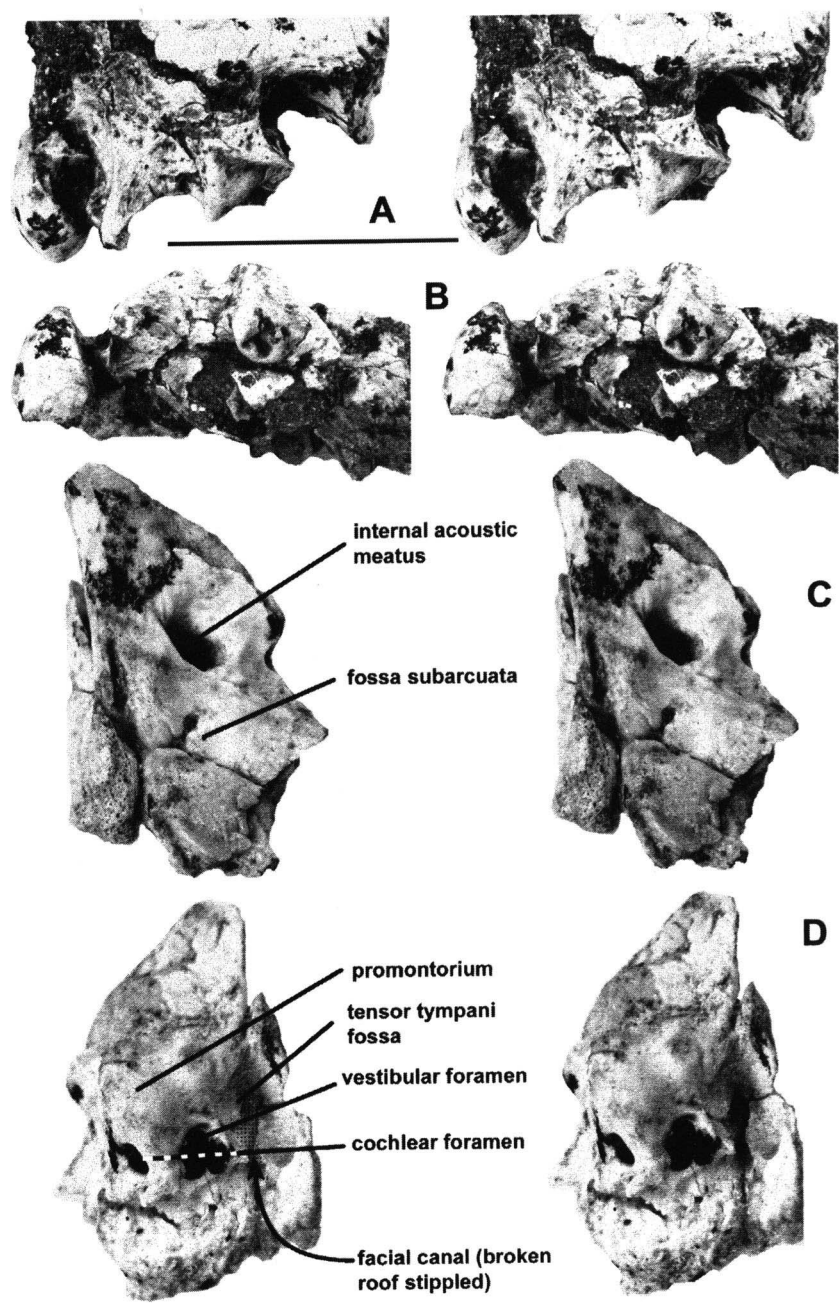 A
B
internal acoustic
meatus
C
fossa subarcuata
D
promontorium
tensor tympani
fossa
vestibular foramen
cochlear foramen
facial canal (broken
roof stippled)